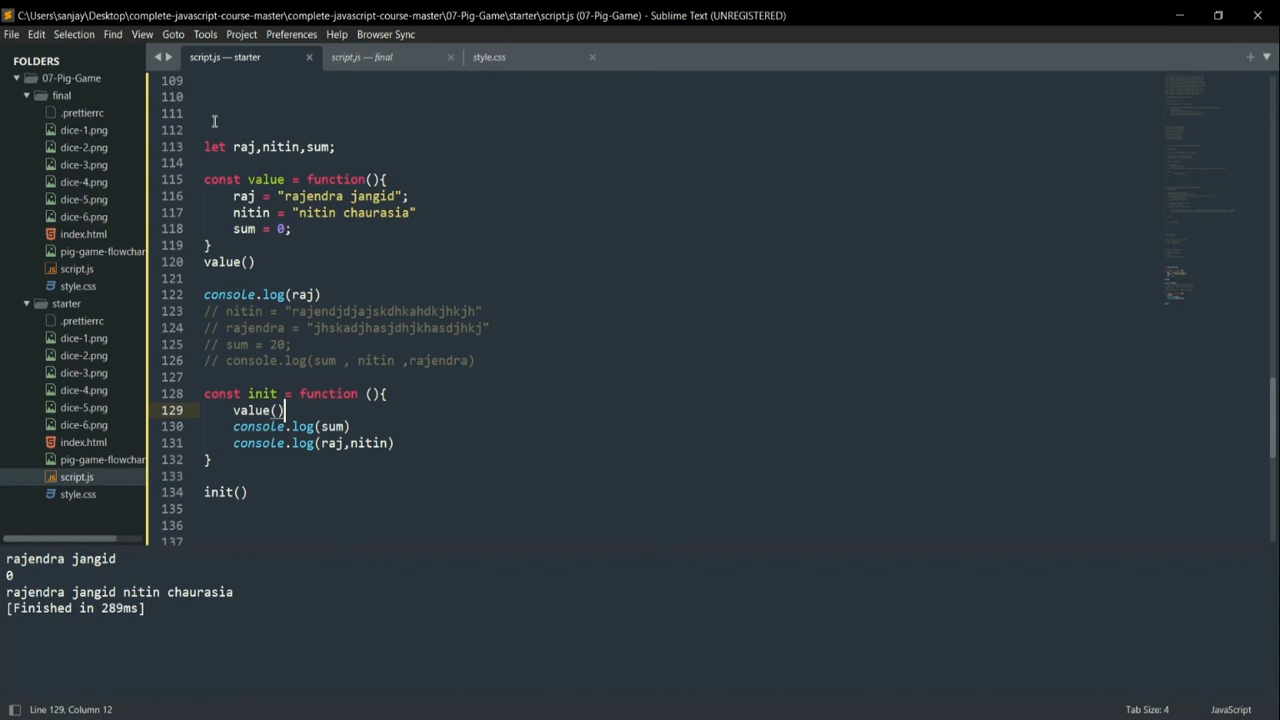 C:\Users\sanjay\Desktop\complete-javascript-course-master\complete-javascript-course-master\07-Pig-Game\starter\script.js (07-Pig-Game) - Sublime Text (UNREGISTERED)
File Edit Selection Find View Goto Tools Project Preferences Help Browser Sync
FOLDERS
07-Pig-Game
final
.prettierrc
dice-1.png
dice-2.png
dice-3.png
dice-4.png
dice-5.png
dice-6.png
index.html
pig-game-flowchar
script.js
style.css
starter
.prettierrc
dice-1.png
dice-2.png
dice-3.png
dice-4.png
dice-5.png
dice-6.png
index.html
pig-game-flowchar
script.js
style.css
script.js — starter
script.js — final
style.css
109
110
111
112
113 let raj,nitin,sum;
114
115 const value = function(){
116 raj = "rajendra jangid";
117 nitin = "nitin chaurasia"
118 sum = 0;
119 }
120 value()
121
122 console.log(raj)
123 // nitin = "rajendjdjajskdhkahdkjhkjh"
124 // rajendra = "jhskadjhasjdhjkhasdjhkj"
125 // sum = 20;
126 // console.log(sum , nitin ,rajendra)
127
128 const init = function (){
129 value()
130 console.log(sum)
131 console.log(raj,nitin)
132 }
133
134 init()
135
136
137
rajendra jangid
0
rajendra jangid nitin chaurasia
[Finished in 289ms]
Line 129, Column 12
Tab Size: 4
JavaScript